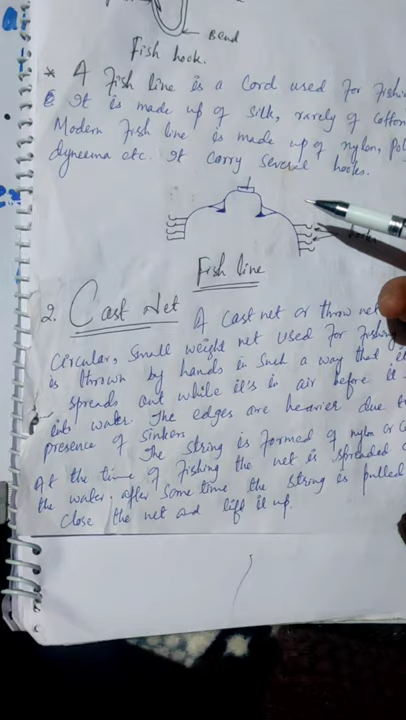 Bend
Fish hook.
* A Fish line is a Cord used for Fishin
It is made up of Silk, rarely of Cotton
Modern Fish line is made up of nylon, Pol
dyneema etc. It carry several hooks.
Fish line
2. Cast Net A cast net or throw net
Circular, Small weight net used for fishing
is thrown by hands in such a way that it
spreads out while it's in air before it
into water. The edges are heavier due to
presence of sinkers
The string is formed of nylon or Co
At the time of fishing the net is spreaded
the water, after some time the string is pulled
close the net and lift it up.